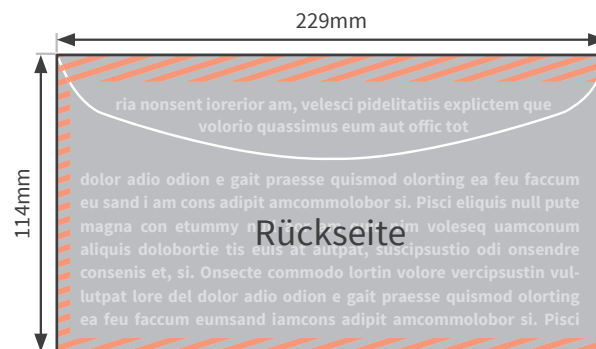 229mm
114mm
ria nonsent iorerior am, velesci pidelitatiis explictem que
volorio quassimus eum aut offic tot
dolor adio odion e gait praesse quismod olorting ea feu faccum
eu sand i am cons adipit amcommolobor si. Pisci eliquis null pute
magna con etummy voleseq uamconum
Rückseite
aliquis dolobortie tis euis at autpat, suscipsustio odi onsendre
consenis et, si. Onsecte commodo lortin volore vercipsustin vul-
lutpat lore del dolor adio odion e gait praesse quismod olorting
ea feu faccum eumsand iamcons adipit amcommolobor si. Pisci